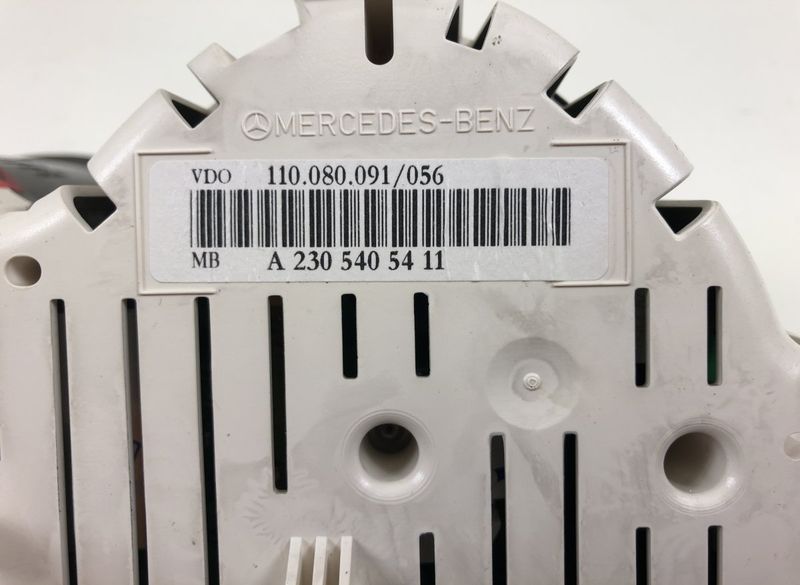 MERCEDES-BENZ
VDO 110.080.091/056
MB A 230 540 54 11